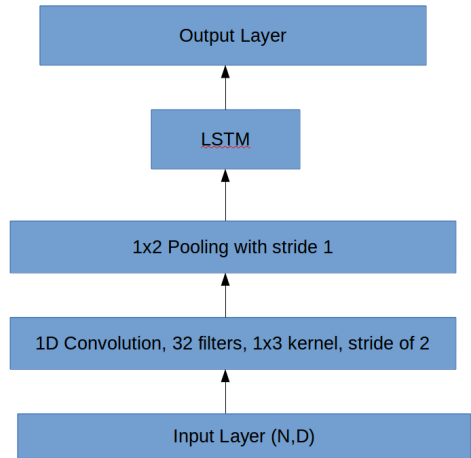 Output Layer
LSTM
1x2 Pooling with stride 1
1D Convolution, 32 filters, 1x3 kernel, stride of 2
Input Layer (N,D)